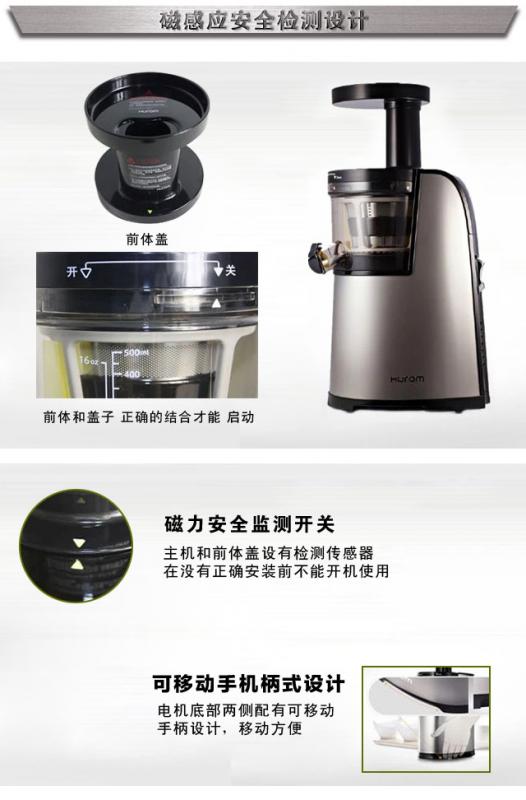 磁感应安全检测设计
Hurom
前体盖
开
关
500ml
16oz
400
前体和盖子 正确的结合才能 启动
Hurom
磁力安全监测开关
主机和前体盖设有检测传感器
在没有正确安装前不能开机使用
可移动手机柄式设计
电机底部两侧配有可移动
手柄设计，移动方便